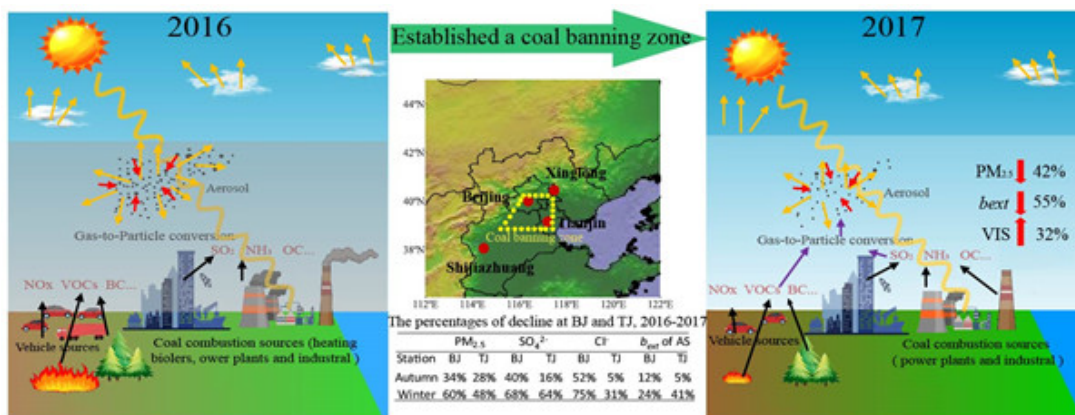 2016
Established a coal banning zone
2017
Aerosol
Gas-to-Particle conversion
SO₂ NH₃ OC...
NOx VOCs BC...
Vehicle sources
Coal combustion sources (heating
biolers, ower plants and industral )
44°N
42°N
40°N
38°N
Xinglong
Beijing
Tianjin
Coal banning zone
Shijiazhuang
112°E 114°E 116°E 118°E 120°E 122°E
The percentages of decline at BJ and TJ, 2016-2017
PM₂.₅ SO₄²⁻ Cl⁻ bext of AS
Station BJ TJ BJ TJ BJ TJ BJ TJ
Autumn 34% 28% 40% 16% 52% 5% 12% 5%
Winter 60% 48% 68% 64% 75% 31% 24% 41%
Aerosol
PM₂.₅ 42%
bext 55%
VIS 32%
Gas-to-Particle conversion
SO₂ NH₃ OC...
NOx VOCs BC...
Vehicle sources
Coal combustion sources
( power plants and industral )